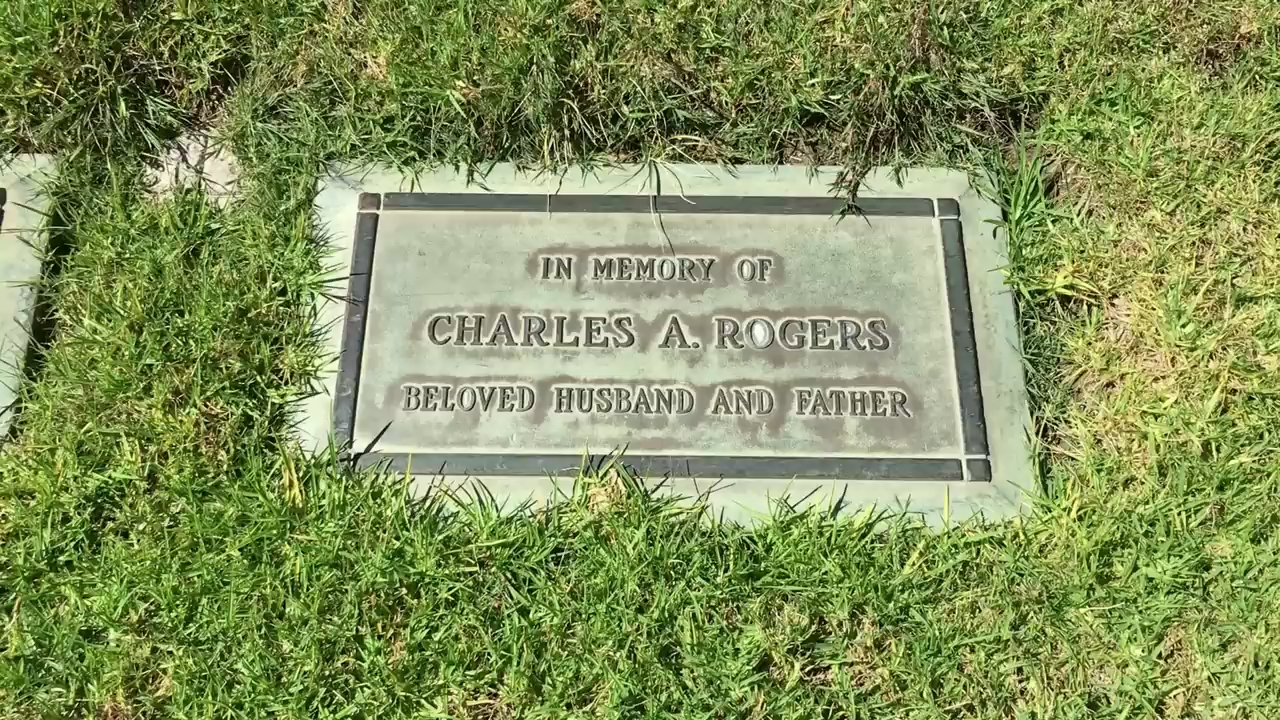 IN MEMORY OF
CHARLES A. ROGERS
BELOVED HUSBAND AND FATHER